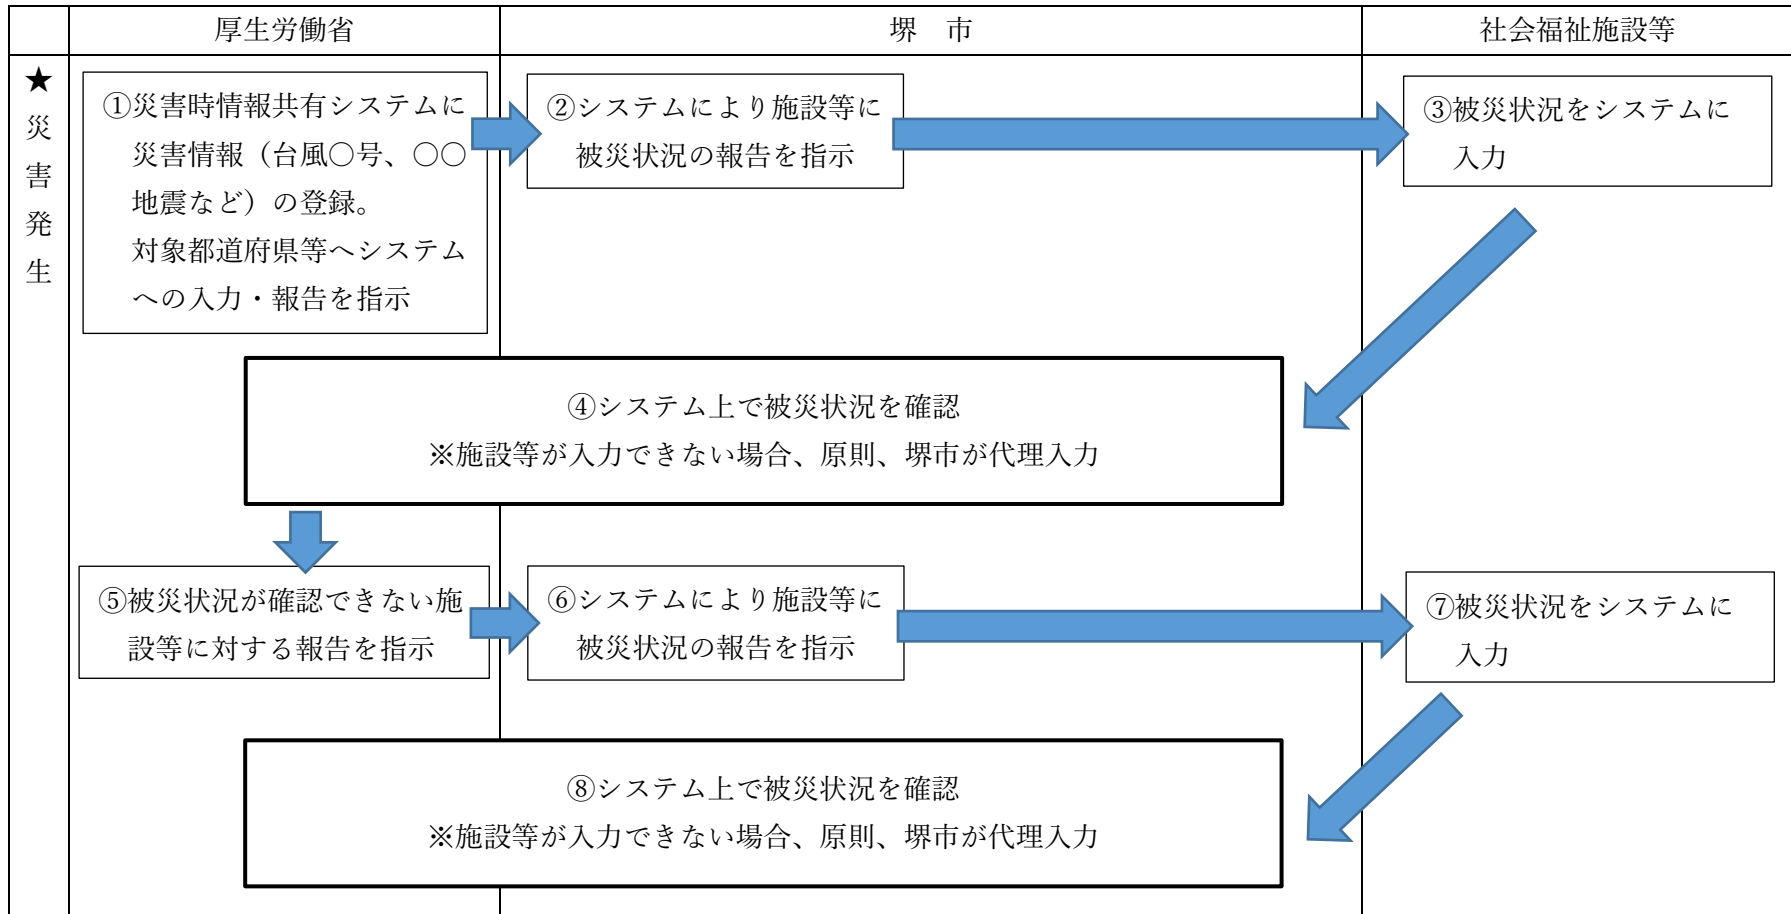 厚生労働省
堺　市
社会福祉施設等
★
災
害
発
生
①災害時情報共有システムに
災害情報（台風〇号、〇〇
地震など）の登録。
対象都道府県等へシステム
への入力・報告を指示
②システムにより施設等に
被災状況の報告を指示
③被災状況をシステムに
入力
④システム上で被災状況を確認
※施設等が入力できない場合、原則、堺市が代理入力
⑤被災状況が確認できない施
設等に対する報告を指示
⑥システムにより施設等に
被災状況の報告を指示
⑦被災状況をシステムに
入力
⑧システム上で被災状況を確認
※施設等が入力できない場合、原則、堺市が代理入力